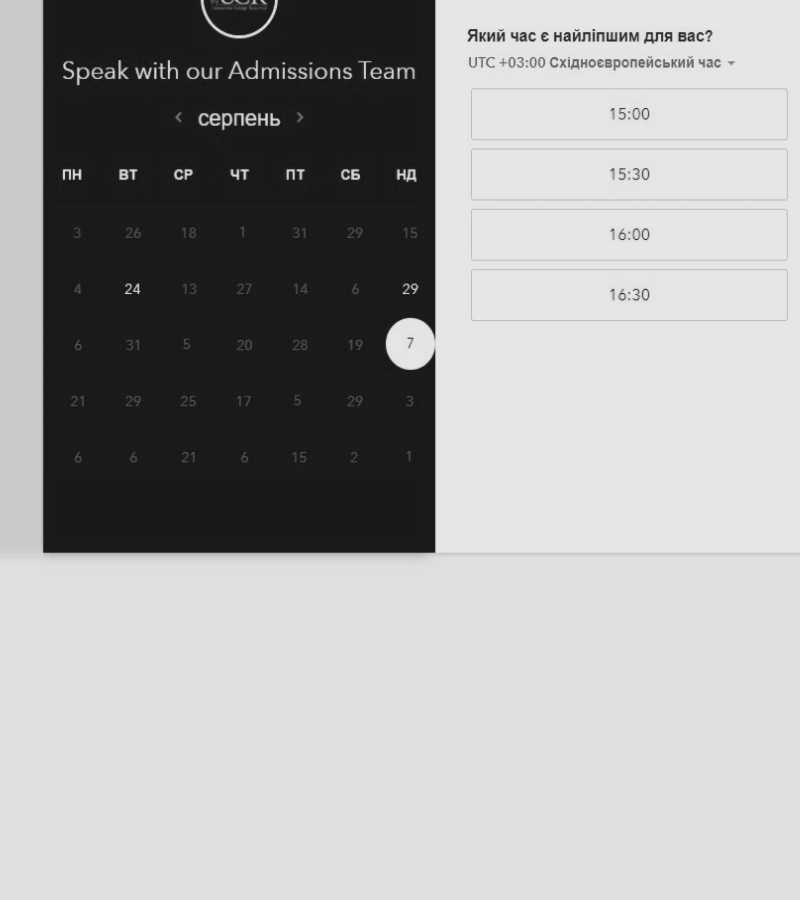 Speak with our Admissions Team
серпень
ПН ВТ СР ЧТ ПТ СБ НД
3 26 18 1 31 29 15
4 24 13 27 14 6 29
6 31 5 20 28 19 7
21 29 25 17 5 29 3
6 6 21 6 15 2 1
Який час є найліпшим для вас?
UTC +03:00 Східноєвропейський час
15:00
15:30
16:00
16:30